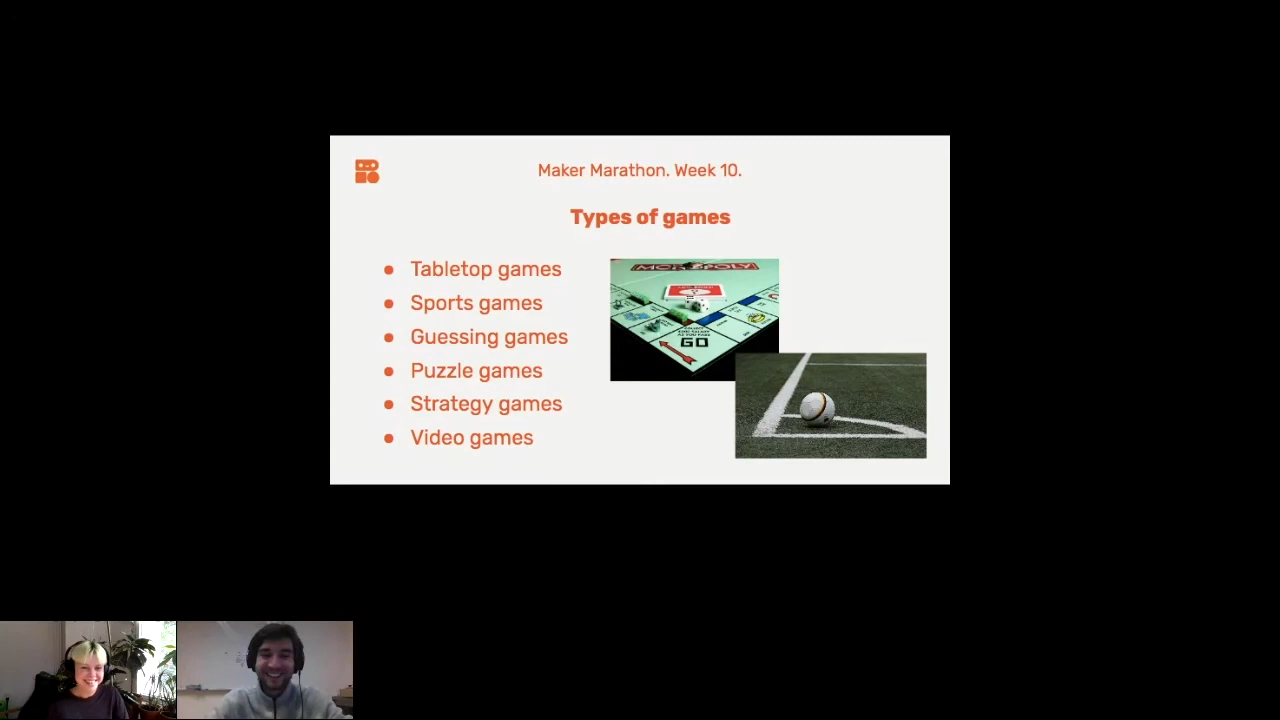 Maker Marathon. Week 10.
Types of games
● Tabletop games
● Sports games
● Guessing games
● Puzzle games
● Strategy games
● Video games
MONOPOLY
GO